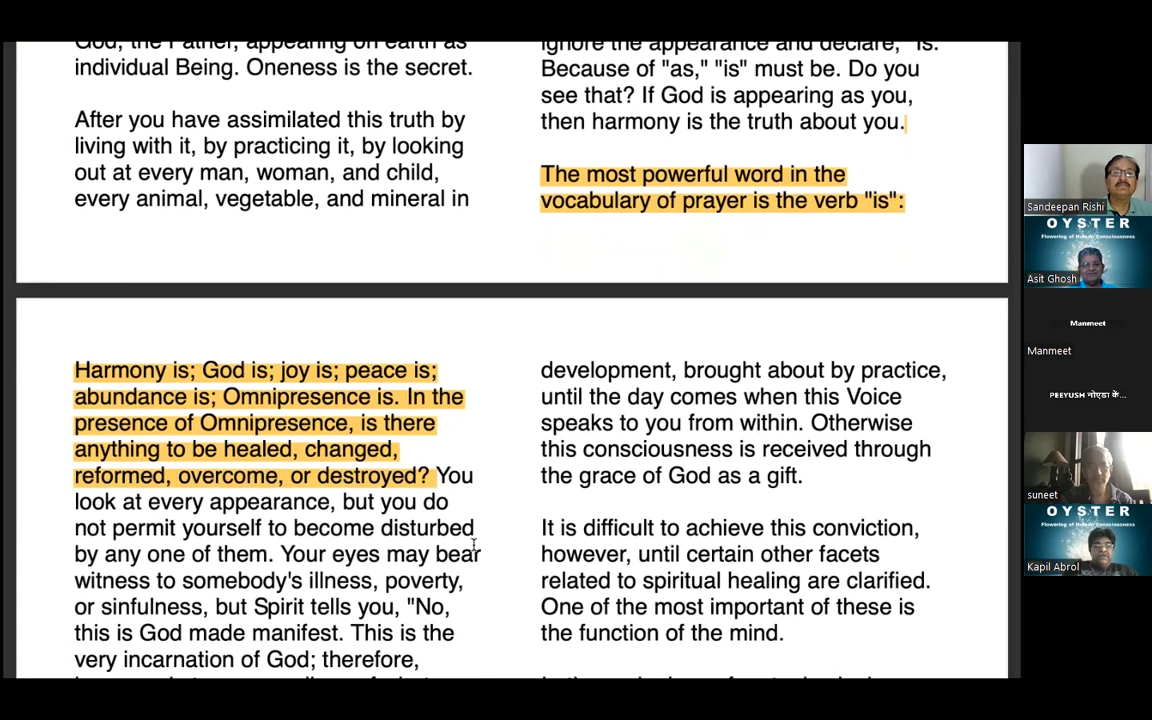 God, the Father, appearing on earth as
individual Being. Oneness is the secret.
After you have assimilated this truth by
living with it, by practicing it, by looking
out at every man, woman, and child,
every animal, vegetable, and mineral in
ignore the appearance and declare, "Is."
Because of "as," "is" must be. Do you
see that? If God is appearing as you,
then harmony is the truth about you.
The most powerful word in the
vocabulary of prayer is the verb "is":
Harmony is; God is; joy is; peace is;
abundance is; Omnipresence is. In the
presence of Omnipresence, is there
anything to be healed, changed,
reformed, overcome, or destroyed? You
look at every appearance, but you do
not permit yourself to become disturbed
by any one of them. Your eyes may bear
witness to somebody's illness, poverty,
or sinfulness, but Spirit tells you, "No,
this is God made manifest. This is the
very incarnation of God; therefore,
development, brought about by practice,
until the day comes when this Voice
speaks to you from within. Otherwise
this consciousness is received through
the grace of God as a gift.
It is difficult to achieve this conviction,
however, until certain other facets
related to spiritual healing are clarified.
One of the most important of these is
the function of the mind.
Sandeepan Rishi
OYSTER
Flowering of Human Consciousness
Asit Ghosh
Manmeet
Manmeet
PEEYUSH नोएडा के...
suneet
OYSTER
Flowering of Human Consciousness
Kapil Abrol